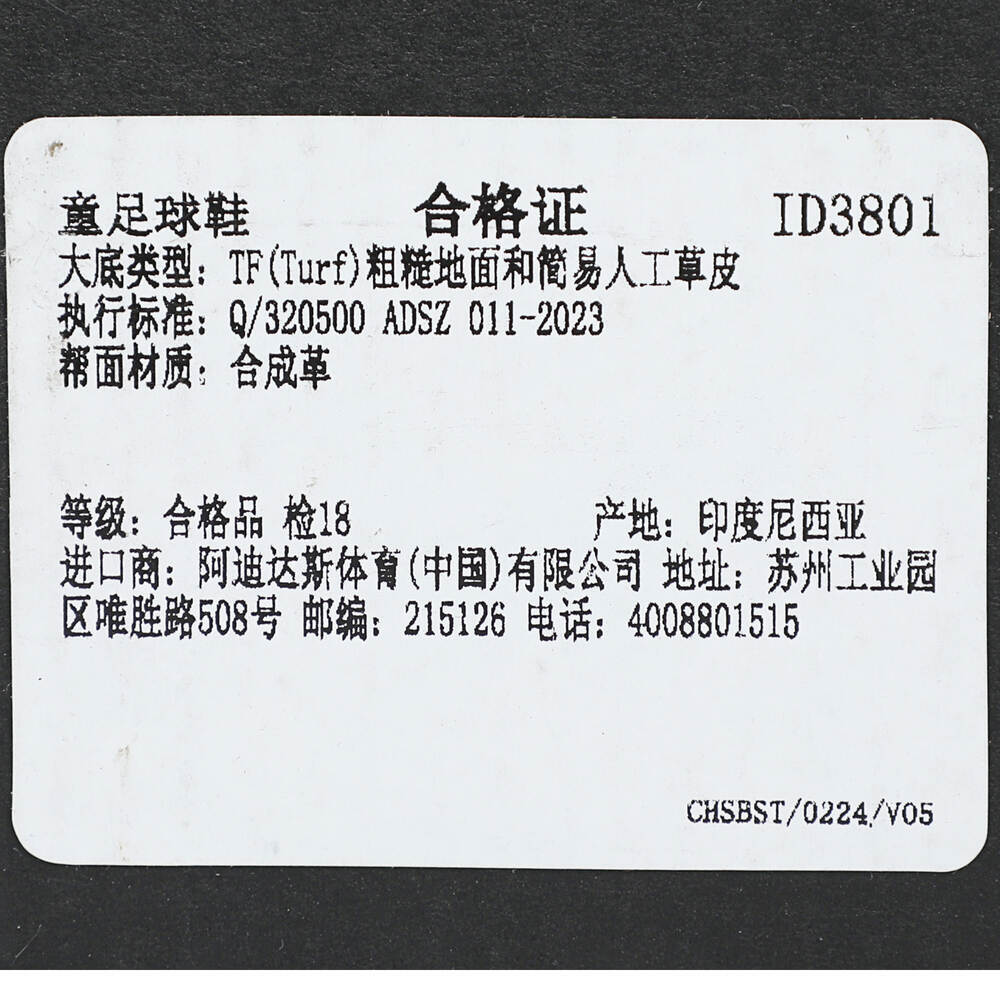 童足球鞋 合格证 ID3801
大底类型：TF(Turf)粗糙地面和简易人工草皮
执行标准：Q/320500 ADSZ 011-2023
帮面材质：合成革
等级：合格品 检18 产地：印度尼西亚
进口商：阿迪达斯体育(中国)有限公司 地址：苏州工业园
区唯胜路508号 邮编：215126 电话：4008801515
CHSBST/0224/V05